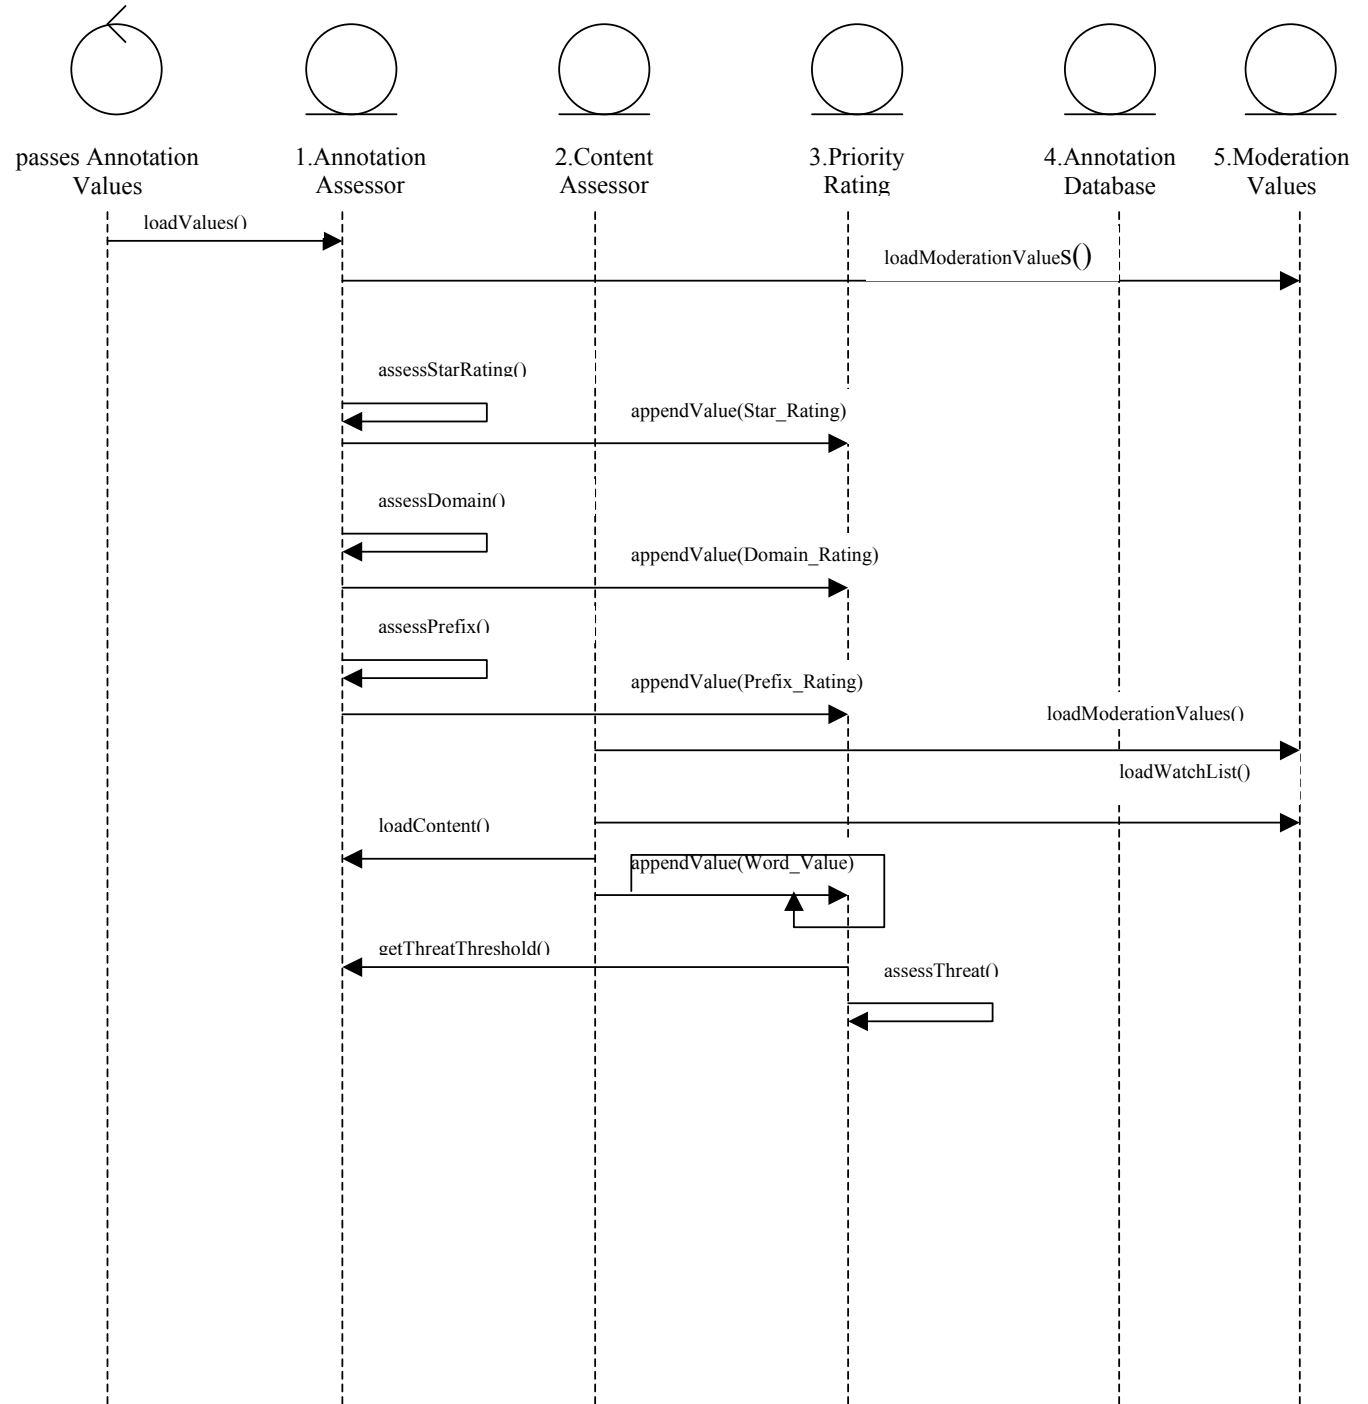 passes Annotation
Values
1.Annotation
Assessor
2.Content
Assessor
3.Priority
Rating
4.Annotation
Database
5.Moderation
Values
loadValues()
loadModerationValues()
assessStarRating()
appendValue(Star_Rating)
assessDomain()
appendValue(Domain_Rating)
assessPrefix()
appendValue(Prefix_Rating)
loadModerationValues()
loadWatchList()
loadContent()
appendValue(Word_Value)
getThreatThreshold()
assessThreat()